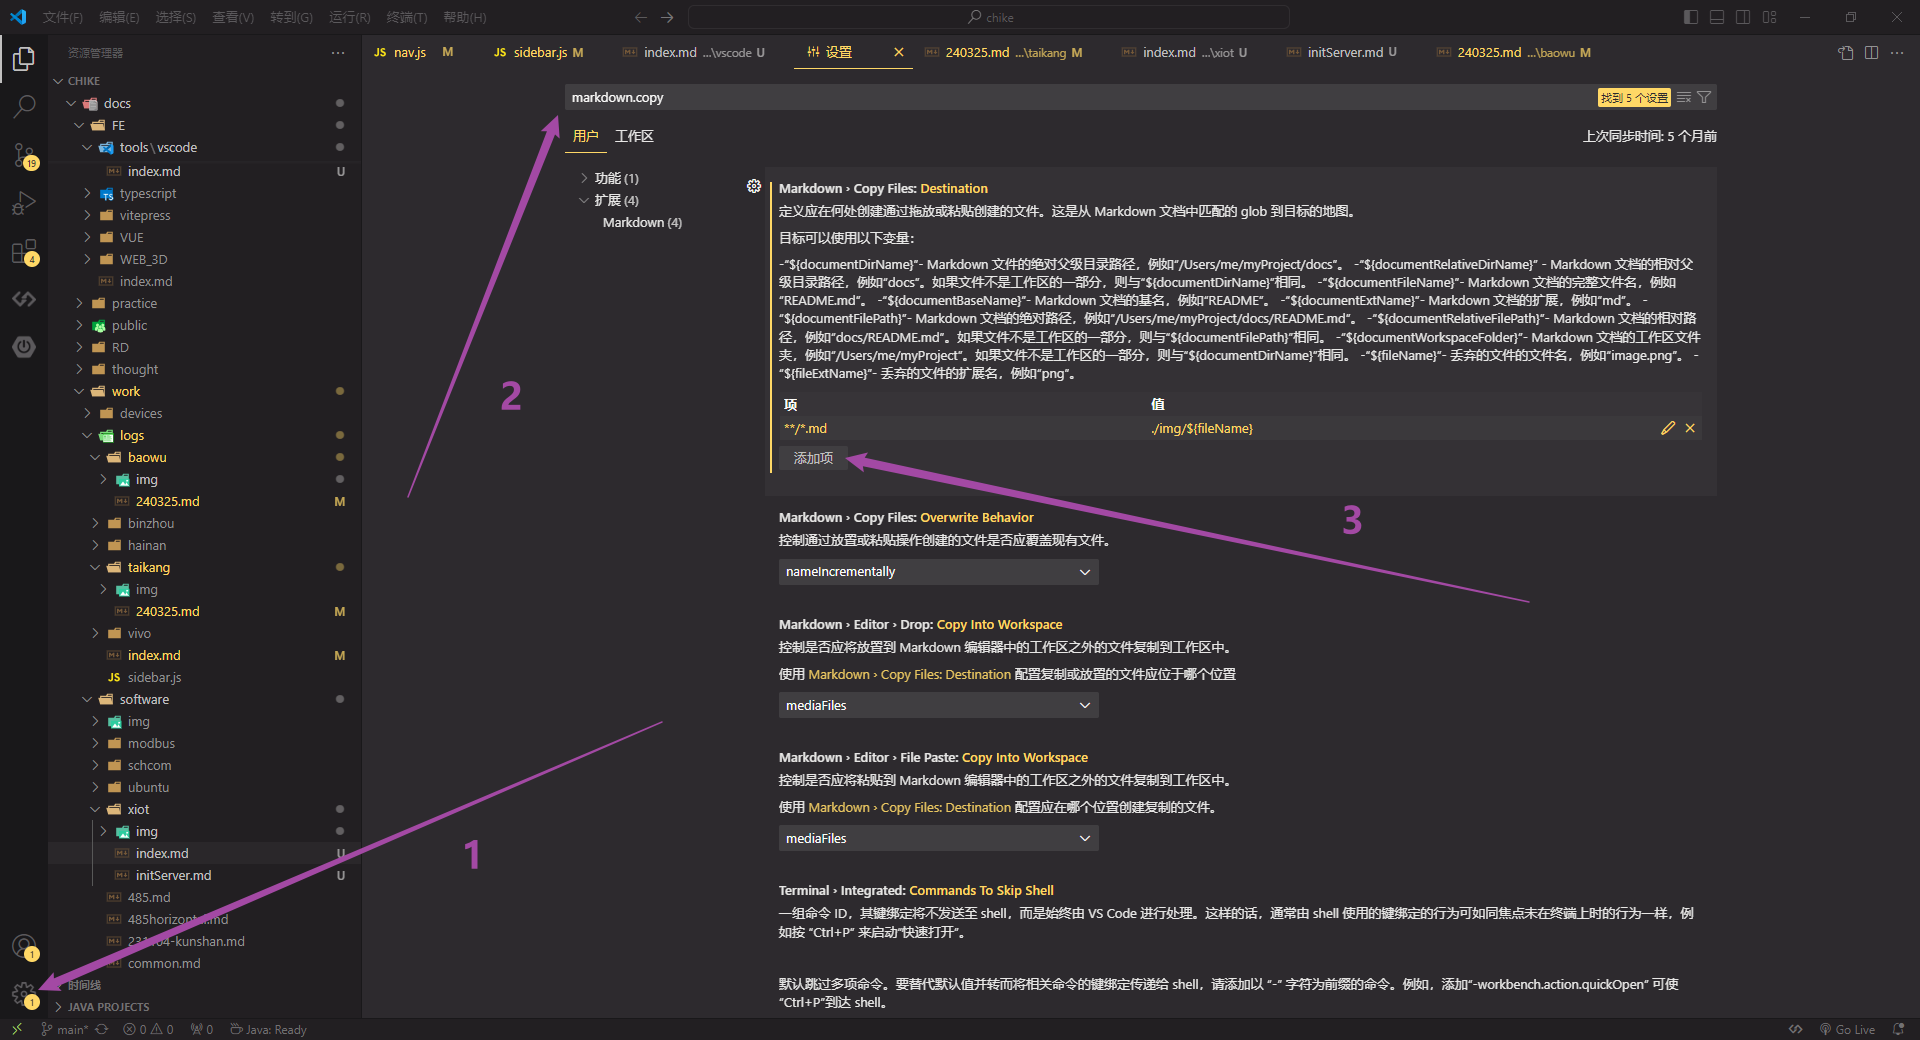 文件(F) 编辑(E) 选择(S) 查看(V) 转到(G) 运行(R) 终端(T) 帮助(H)
chike
资源管理器
nav.js M
sidebar.js M
index.md ...\vscode U
设置
240325.md ...\taikang M
index.md ...\xiot U
initServer.md U
240325.md ...\baowu M
CHIKE
docs
FE
tools\vscode
index.md U
typescript
vitepress
VUE
WEB_3D
index.md
practice
public
RD
thought
work
devices
logs
baowu
img
240325.md M
binzhou
hainan
taikang
img
240325.md M
vivo
index.md M
JS sidebar.js
software
img
modbus
schcom
ubuntu
xiot
img
index.md U
initServer.md U
485.md
.md
-kunshan.md
common.md
时间线
JAVA PROJECTS
19
4
1
1
markdown.copy
找到 5 个设置
用户 工作区
上次同步时间: 5 个月前
功能 (1)
扩展 (4)
Markdown (4)
Markdown › Copy Files: Destination
定义应在何处创建通过拖放或粘贴创建的文件。这是从 Markdown 文档中匹配的 glob 到目标的地图。
目标可以使用以下变量：
-“${documentDirName}”- Markdown 文件的绝对父级目录路径，例如“/Users/me/myProject/docs”。 -“${documentRelativeDirName}” - Markdown 文档的相对父
级目录路径，例如“docs”。如果文件不是工作区的一部分，则与“${documentDirName}”相同。 -“${documentFileName}”- Markdown 文档的完整文件名，例如
“README.md”。 -“${documentBaseName}”- Markdown 文档的基名，例如“README”。 -“${documentExtName}”- Markdown 文档的扩展，例如“md”。 -
“${documentFilePath}”- Markdown 文档的绝对路径，例如“/Users/me/myProject/docs/README.md”。 -“${documentRelativeFilePath}”- Markdown 文档的相对路
径，例如“docs/README.md”。如果文件不是工作区的一部分，则与“${documentFilePath}”相同。 -“${documentWorkspaceFolder}”- Markdown 文档的工作区文件
夹，例如“/Users/me/myProject”。如果文件不是工作区的一部分，则与“${documentDirName}”相同。 -“${fileName}”- 丢弃的文件的文件名，例如“image.png”。 -
“${fileExtName}”- 丢弃的文件的扩展名，例如“png”。
项 值
**/*.md ./img/${fileName}
添加项
Markdown › Copy Files: Overwrite Behavior
控制通过放置或粘贴操作创建的文件是否应覆盖现有文件。
nameIncrementally
Markdown › Editor › Drop: Copy Into Workspace
控制是否应将放置到 Markdown 编辑器中的工作区之外的文件复制到工作区中。
使用 Markdown › Copy Files: Destination 配置复制或放置的文件应位于哪个位置
mediaFiles
Markdown › Editor › File Paste: Copy Into Workspace
控制是否应将粘贴到 Markdown 编辑器中的工作区之外的文件复制到工作区中。
使用 Markdown › Copy Files: Destination 配置应在哪个位置创建复制的文件。
mediaFiles
Terminal › Integrated: Commands To Skip Shell
一组命令 ID，其键绑定将不发送至 shell，而是始终由 VS Code 进行处理。这样的话，通常由 shell 使用的键绑定的行为可如同焦点未在终端上时的行为一样，例
如按 “Ctrl+P” 来启动“快速打开”。
默认跳过多项命令。要替代默认值并转而将相关命令的键绑定传递给 shell，请添加以 “-” 字符为前缀的命令。例如，添加“-workbench.action.quickOpen” 可使
“Ctrl+P”到达 shell。
1
2
3
main* 0 0 0 Java: Ready
Go Live